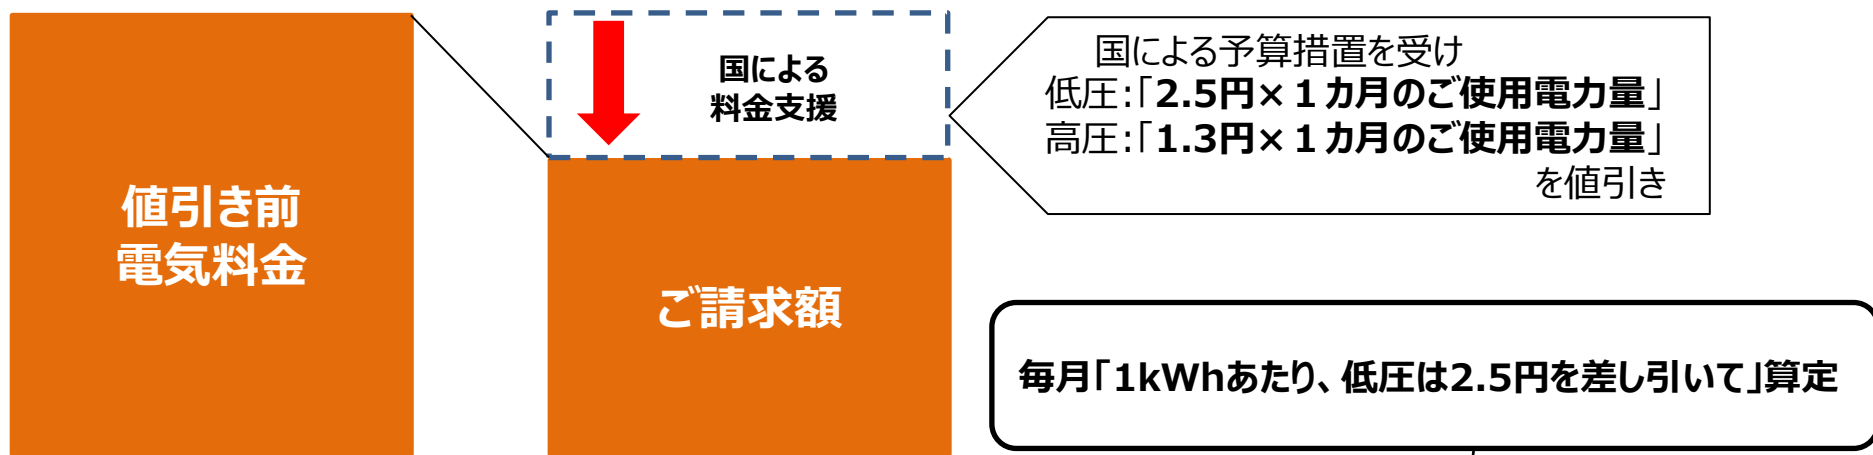 値引き前
電気料金
国による
料金支援
ご請求額
国による予算措置を受け
低圧：｢2.5円×１カ月のご使用電力量｣
高圧：｢1.3円×１カ月のご使用電力量｣
を値引き
毎月｢1kWhあたり、低圧は2.5円を差し引いて｣算定